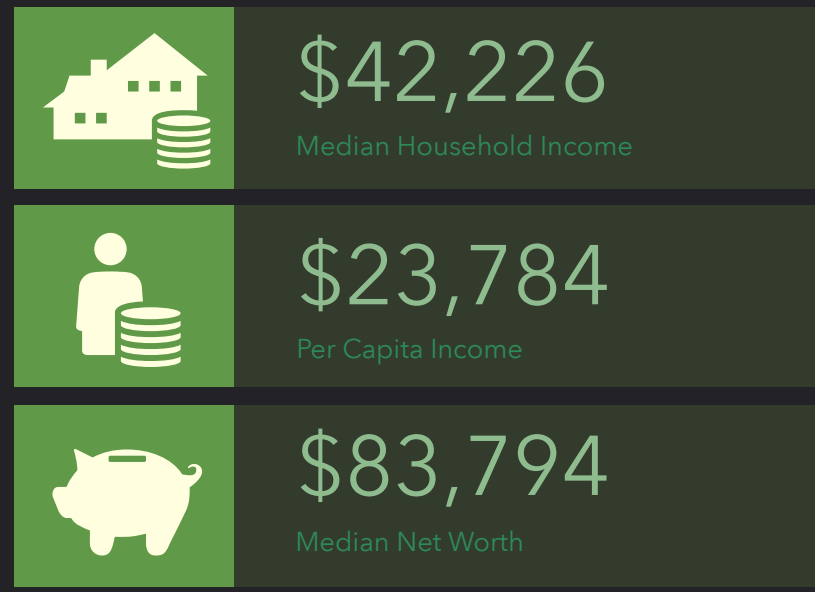 $42,226
Median Household Income
$23,784
Per Capita Income
$83,794
Median Net Worth